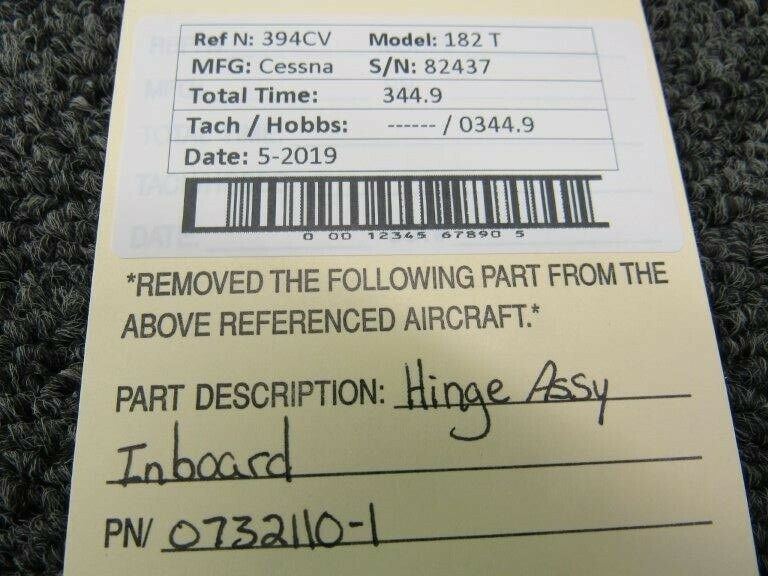 Ref N: 394CV Model: 182 T
MFG: Cessna S/N: 82437
Total Time: 344.9
Tach / Hobbs: ------ / 0344.9
Date: 5-2019
0 00 12345 67890 5
*REMOVED THE FOLLOWING PART FROM THE
ABOVE REFERENCED AIRCRAFT.*
PART DESCRIPTION: Hinge Assy
Inboard
PN/ 0732110-1